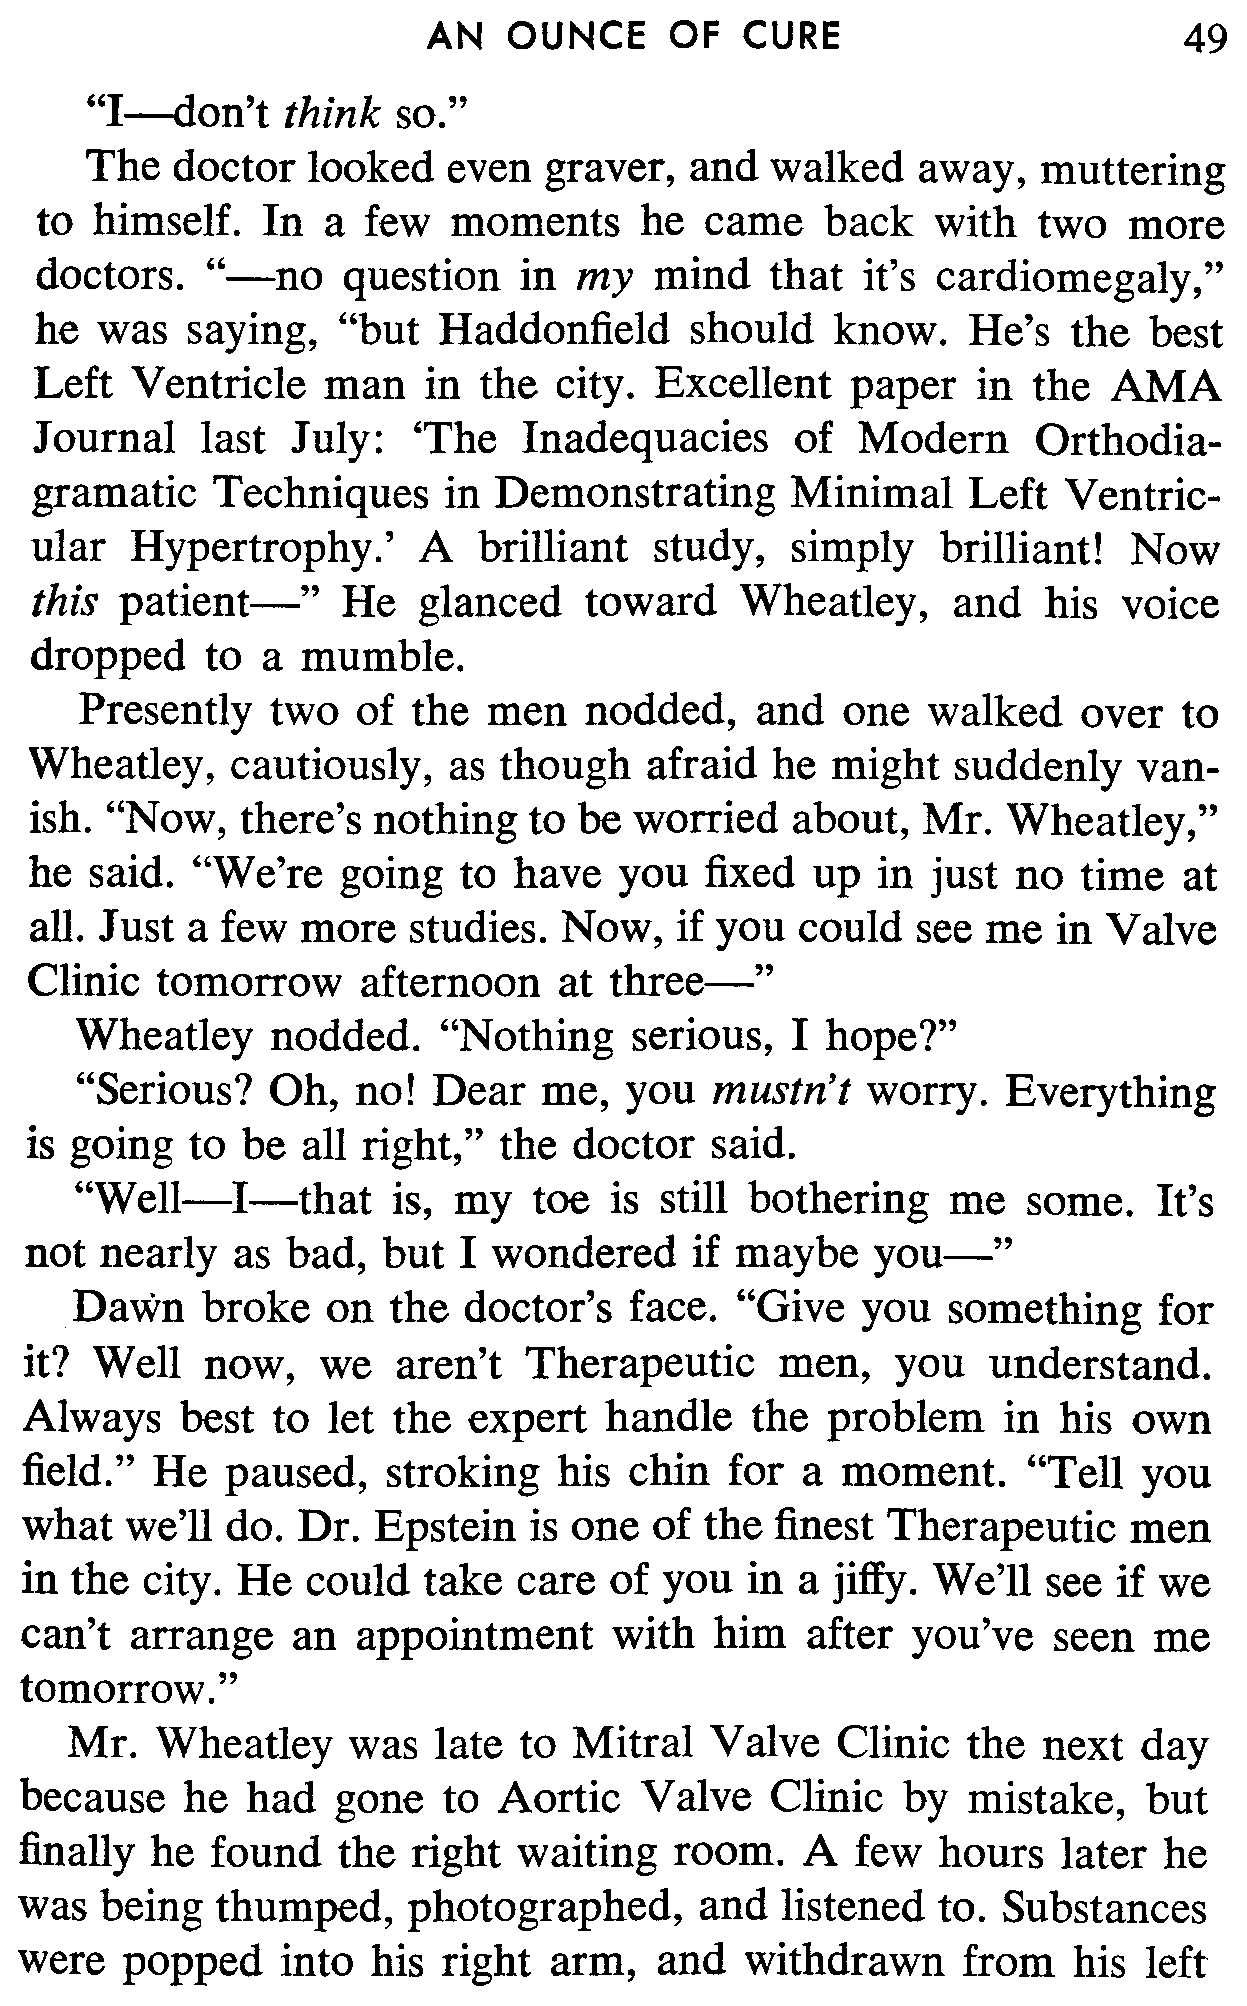 AN OUNCE OF CURE 49
“I—don't think so.”
The doctor looked even graver, and walked away, muttering
to himself. In a few moments he came back with two more
doctors. “—no question in my mind that it's cardiomegaly,”
he was saying, “but Haddonfield should know. He's the best
Left Ventricle man in the city. Excellent paper in the AMA
Journal last July: ‘The Inadequacies of Modern Orthodia-
gramatic Techniques in Demonstrating Minimal Left Ventric-
ular Hypertrophy.’ A brilliant study, simply brilliant! Now
this patient—” He glanced toward Wheatley, and his voice
dropped to a mumble.
Presently two of the men nodded, and one walked over to
Wheatley, cautiously, as though afraid he might suddenly van-
ish. “Now, there's nothing to be worried about, Mr. Wheatley,”
he said. “We're going to have you fixed up in just no time at
all. Just a few more studies. Now, if you could see me in Valve
Clinic tomorrow afternoon at three—”
Wheatley nodded. “Nothing serious, I hope?”
“Serious? Oh, no! Dear me, you mustn't worry. Everything
is going to be all right,” the doctor said.
“Well—I—that is, my toe is still bothering me some. It's
not nearly as bad, but I wondered if maybe you—”
Dawn broke on the doctor's face. “Give you something for
it? Well now, we aren't Therapeutic men, you understand.
Always best to let the expert handle the problem in his own
field.” He paused, stroking his chin for a moment. “Tell you
what we'll do. Dr. Epstein is one of the finest Therapeutic men
in the city. He could take care of you in a jiffy. We'll see if we
can't arrange an appointment with him after you've seen me
tomorrow.”
Mr. Wheatley was late to Mitral Valve Clinic the next day
because he had gone to Aortic Valve Clinic by mistake, but
finally he found the right waiting room. A few hours later he
was being thumped, photographed, and listened to. Substances
were popped into his right arm, and withdrawn from his left